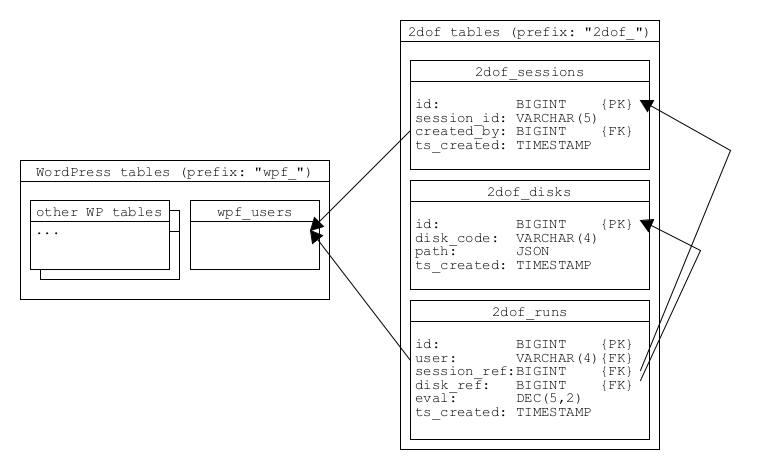 2dof tables (prefix: "2dof_")
2dof_sessions
id: BIGINT {PK}
session_id: VARCHAR(5)
created_by: BIGINT {FK}
ts_created: TIMESTAMP
WordPress tables (prefix: "wpf_")
other WP tables
...
wpf_users
2dof_disks
id: BIGINT {PK}
disk_code: VARCHAR(4)
path: JSON
ts_created: TIMESTAMP
2dof_runs
id: BIGINT {PK}
user: VARCHAR(4) {FK}
session_ref: BIGINT {FK}
disk_ref: BIGINT {FK}
eval: DEC(5,2)
ts_created: TIMESTAMP